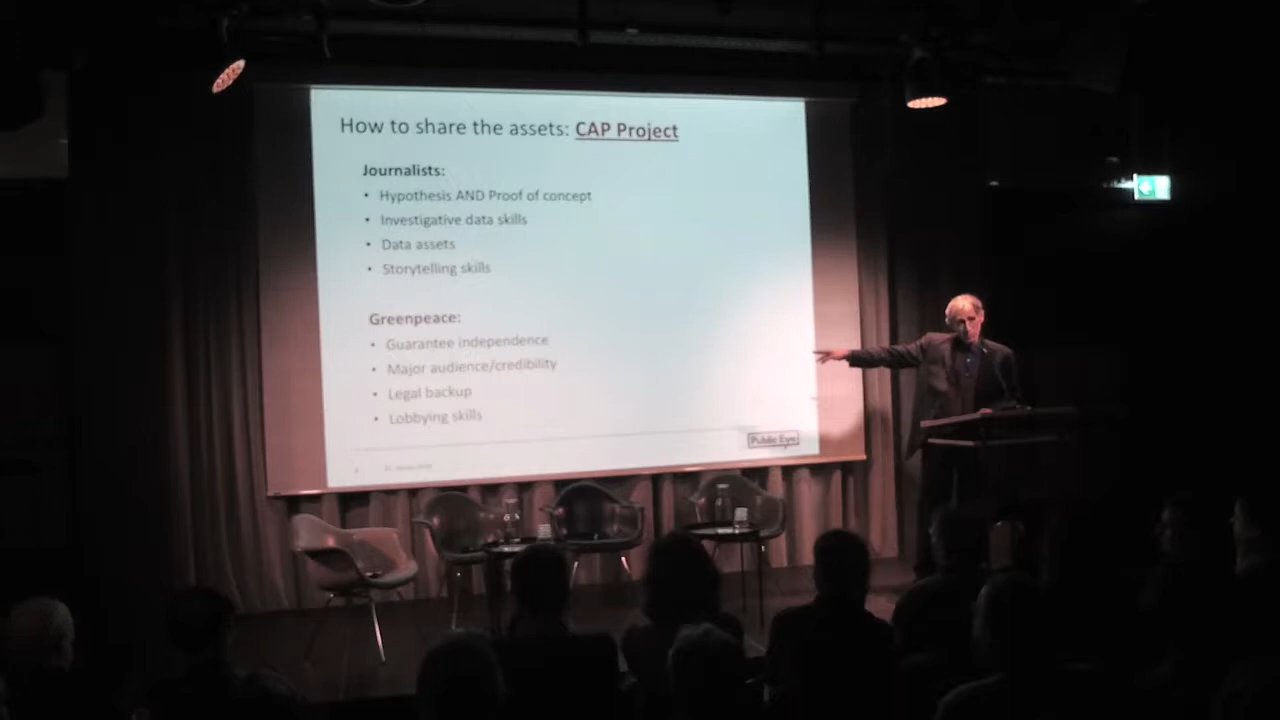 How to share the assets: CAP Project
Journalists:
• Hypothesis AND Proof of concept
• Investigative data skills
• Data assets
• Storytelling skills
Greenpeace:
• Guarantee independence
• Major audience/credibility
• Legal backup
• Lobbying skills
Public Eye